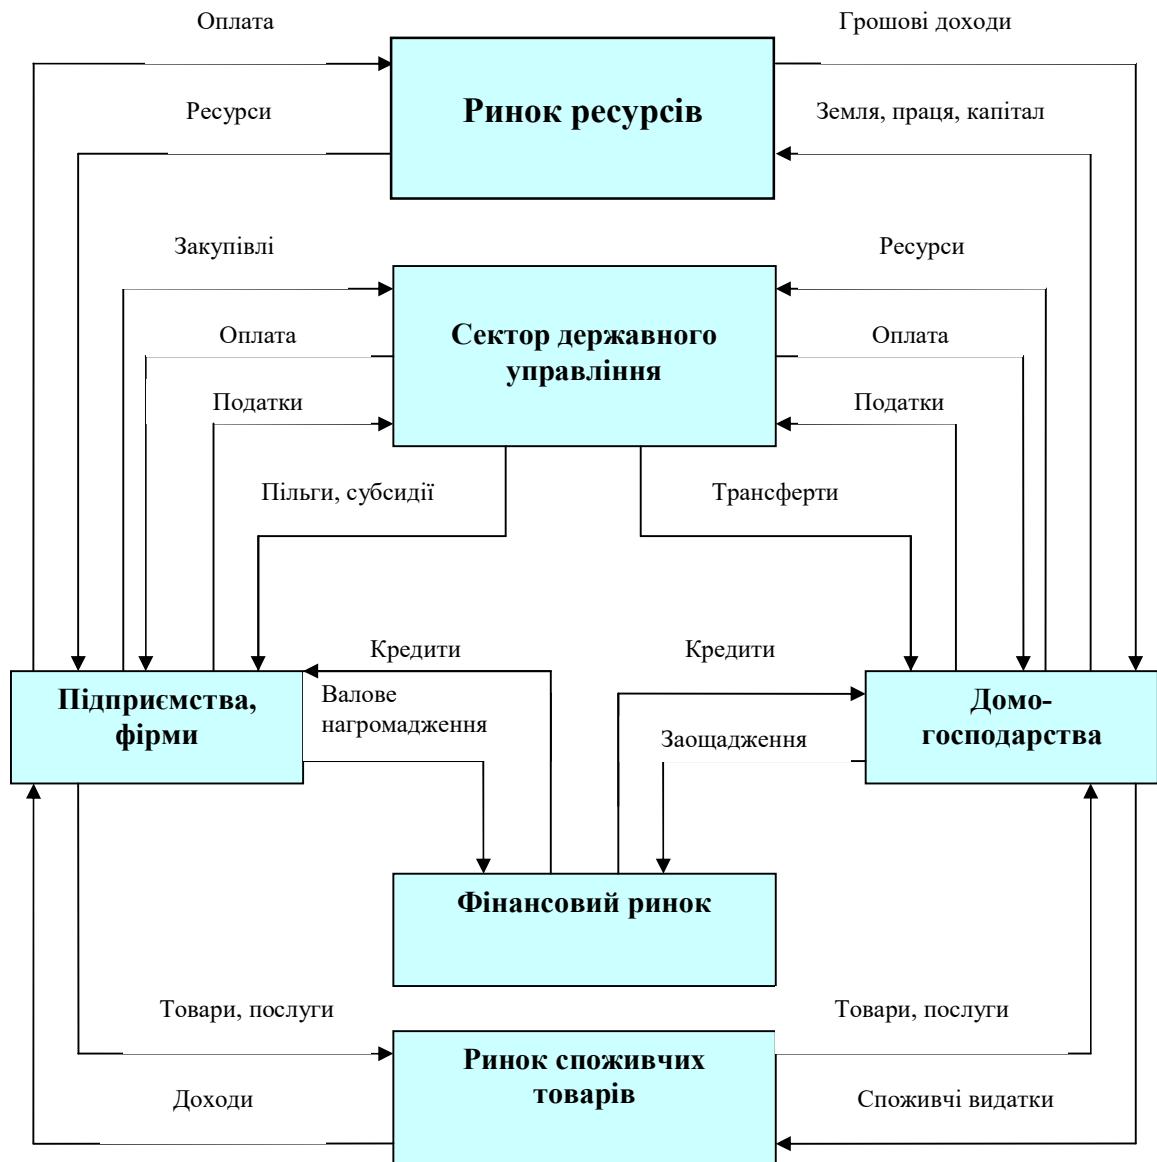 Оплата
Грошові доходи
Ринок ресурсів
Ресурси
Земля, праця, капітал
Закупівлі
Ресурси
Сектор державного
управління
Оплата
Оплата
Податки
Податки
Пільги, субсидії
Трансферти
Кредити
Кредити
Підприємства,
фірми
Валове
нагромадження
Домо-
господарства
Заощадження
Фінансовий ринок
Товари, послуги
Товари, послуги
Ринок споживчих
товарів
Доходи
Споживчі видатки